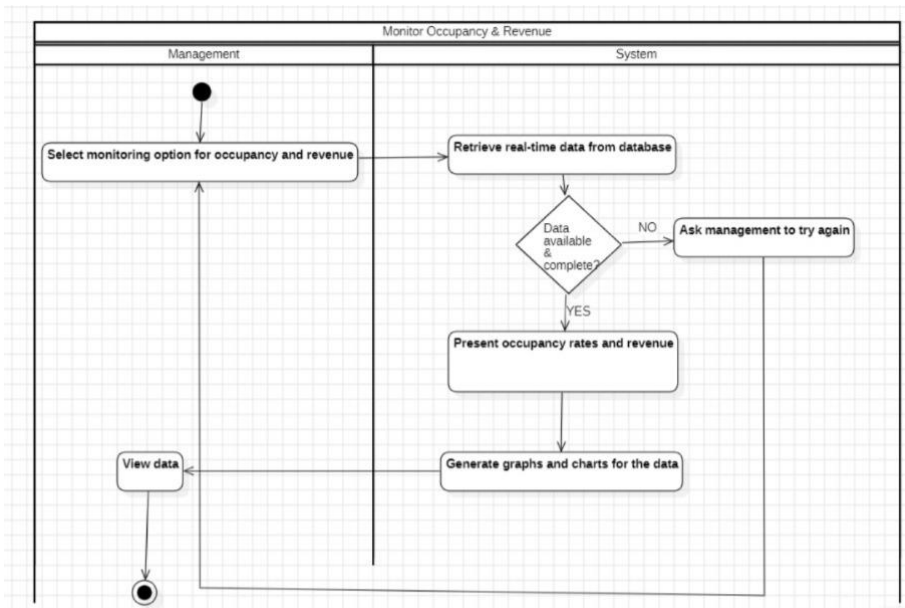 Monitor Occupancy & Revenue
Management
System
Select monitoring option for occupancy and revenue
Retrieve real-time data from database
Data
available
&
complete?
NO
Ask management to try again
YES
Present occupancy rates and revenue
View data
Generate graphs and charts for the data